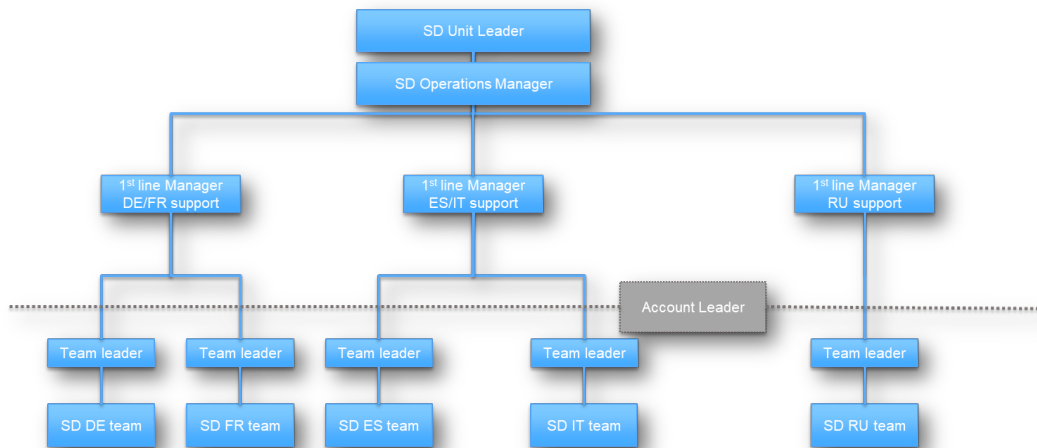 SD Unit Leader
SD Operations Manager
1st line Manager
DE/FR support
1st line Manager
ES/IT support
1st line Manager
RU support
Account Leader
Team leader
Team leader
Team leader
Team leader
Team leader
SD DE team
SD FR team
SD ES team
SD IT team
SD RU team